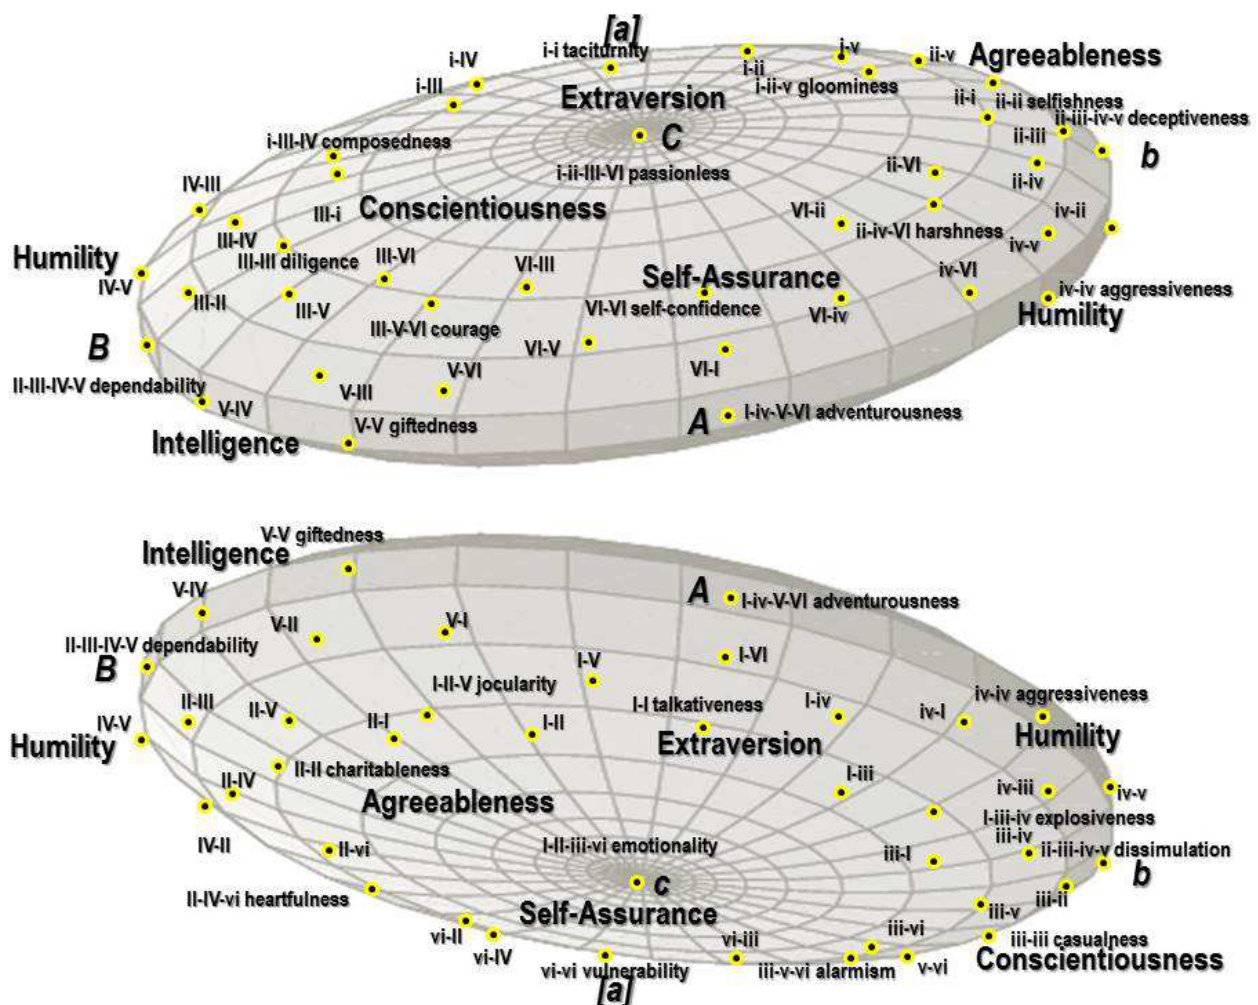 [a]
i-i taciturnity
i-IV
i-III
i-ii
i-v
ii-v
Agreeableness
i-ii-v gloominess
Extraversion
ii-i
ii-ii selfishness
ii-iii-iv-v deceptiveness
ii-iii
b
C
i-III-IV composedness
i-ii-III-VI passionless
ii-VI
ii-iv
IV-III
III-i
Conscientiousness
VI-ii
iv-ii
ii-iv-VI harshness
iv-v
III-IV
Humility
III-III diligence
III-VI
VI-III
Self-Assurance
iv-VI
IV-V
III-II
III-V
VI-VI self-confidence
VI-iv
iv-iv aggressiveness
Humility
III-V-VI courage
B
VI-V
VI-I
II-III-IV-V dependability
V-III
V-VI
V-IV
A
I-iv-V-VI adventurousness
V-V giftedness
Intelligence
V-V giftedness
Intelligence
V-IV
A
I-iv-V-VI adventurousness
V-II
V-I
II-III-IV-V dependability
B
I-V
I-VI
I-II-V jocularity
iv-iv aggressiveness
II-III
II-V
I-I talkativeness
I-iv
iv-I
IV-V
II-I
I-II
Humility
Extraversion
Humility
II-II charitableness
II-IV
I-iii
iv-iii
iv-v
Agreeableness
I-iii-iv explosiveness
iii-iv
IV-II
II-vi
I-II-iii-vi emotionality
iii-I
ii-iii-iv-v dissimulation
b
c
II-IV-vi heartfulness
Self-Assurance
iii-ii
iii-v
vi-II
vi-IV
vi-iii
iii-vi
iii-iii casualness
Conscientiousness
vi-vi vulnerability
iii-v-vi alarmism
v-vi
[a]